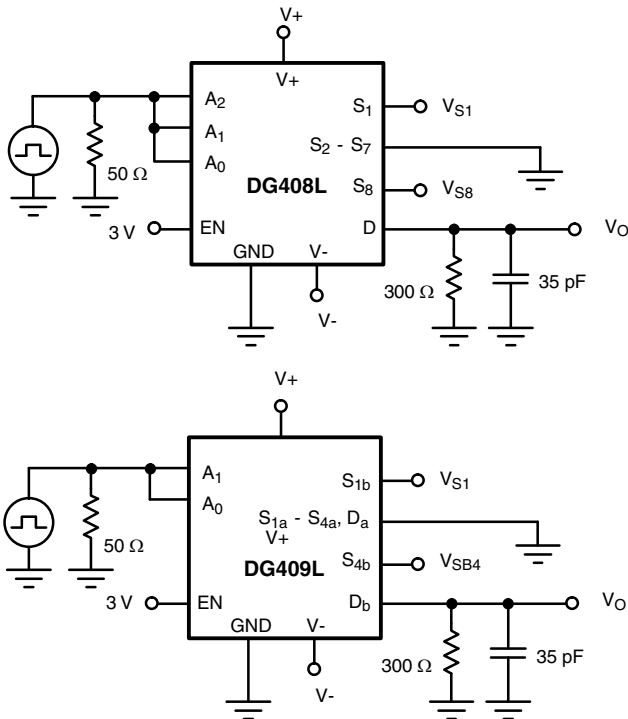 V+
V+
A2
S1
VS1
A1
S2 - S7
A0
50 Ω
DG408L
S8
VS8
3 V
EN
D
VO
GND
V-
300 Ω
35 pF
V-
V+
A1
S1b
VS1
A0
S1a - S4a, Da
V+
50 Ω
DG409L
S4b
VSB4
3 V
EN
Db
VO
GND
V-
300 Ω
35 pF
V-